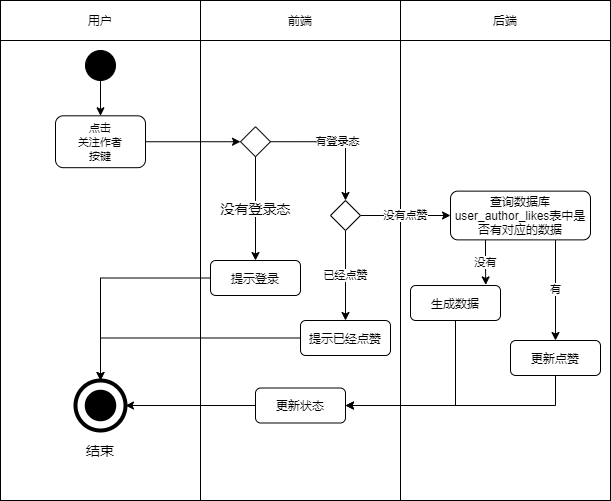 用户
前端
后端
点击
关注作者
按键
有登录态
没有登录态
没有点赞
查询数据库
user_author_likes表中是
否有对应的数据
没有
已经点赞
提示登录
有
生成数据
提示已经点赞
更新点赞
更新状态
结束